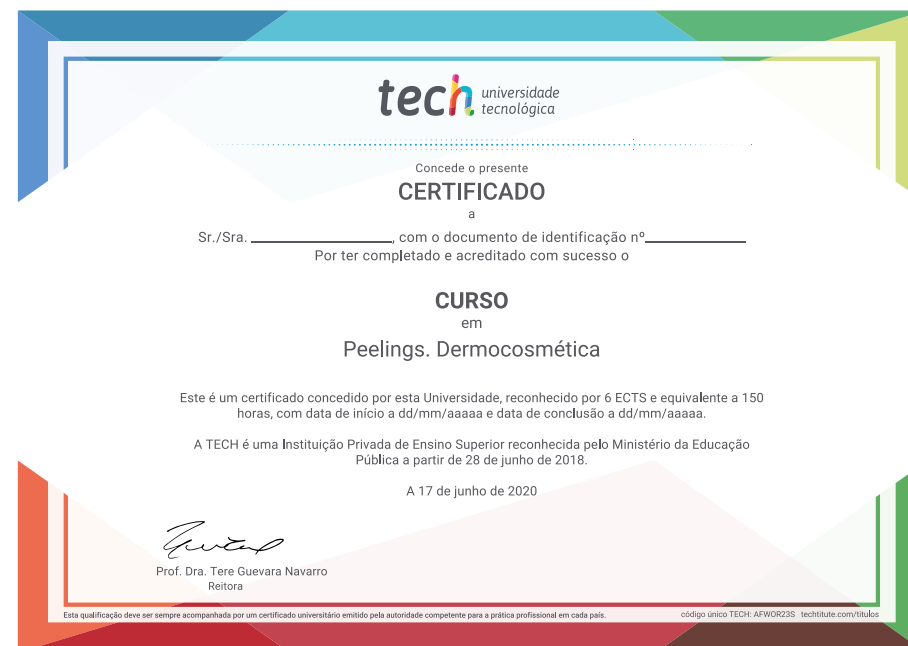 tech universidade
tecnológica
Concede o presente
CERTIFICADO
a
Sr./Sra. ____________________, com o documento de identificação nº______________
Por ter completado e acreditado com sucesso o
CURSO
em
Peelings. Dermocosmética
Este é um certificado concedido por esta Universidade, reconhecido por 6 ECTS e equivalente a 150
horas, com data de início a dd/mm/aaaaa e data de conclusão a dd/mm/aaaaa.
A TECH é uma Instituição Privada de Ensino Superior reconhecida pelo Ministério da Educação
Pública a partir de 28 de junho de 2018.
A 17 de junho de 2020
Prof. Dra. Tere Guevara Navarro
Reitora
Esta qualificação deve ser sempre acompanhada por um certificado universitário emitido pela autoridade competente para a prática profissional em cada país.
código único TECH: AFWOR23S techtitute.com/titulos